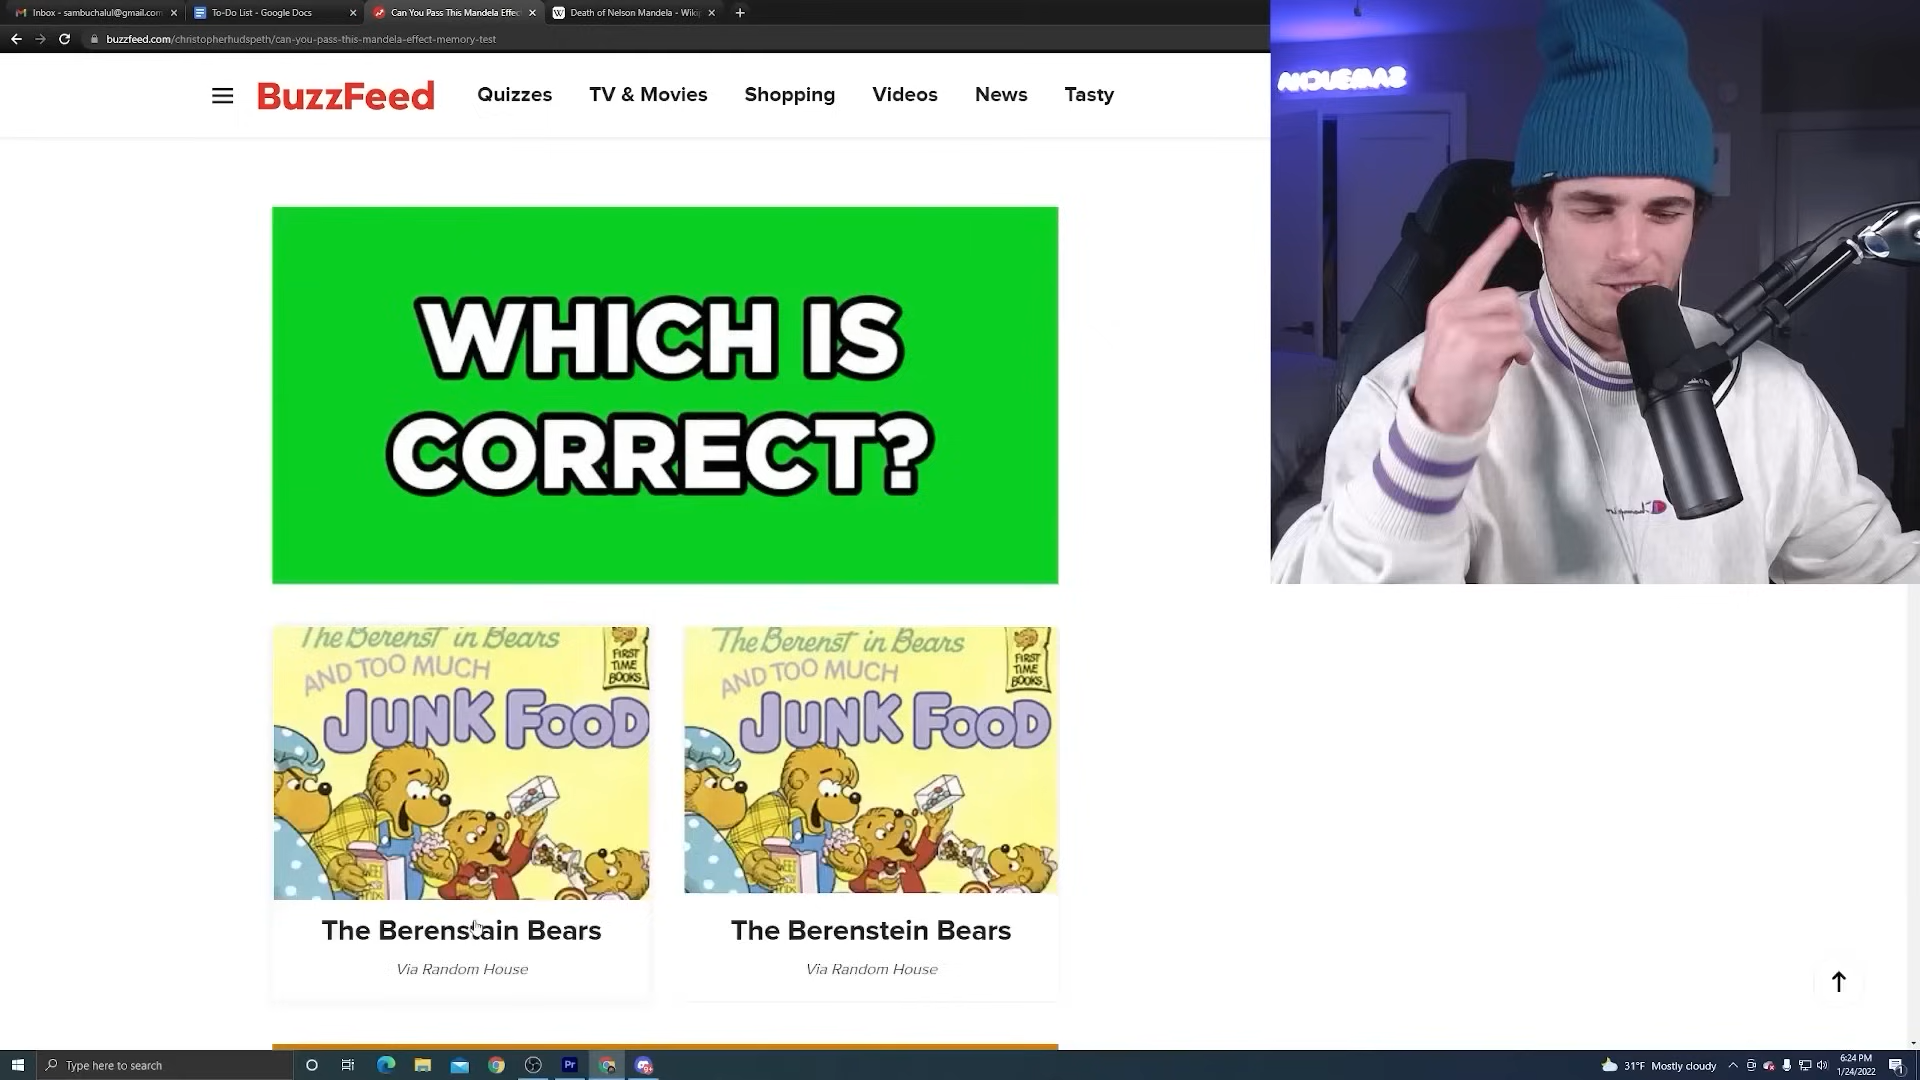 Inbox - sambuchalul@gmail.com
To-Do List - Google Docs
Can You Pass This Mandela Effec
Death of Nelson Mandela - Wiki
buzzfeed.com/christopherhudspeth/can-you-pass-this-mandela-effect-memory-test
BuzzFeed
Quizzes
TV & Movies
Shopping
Videos
News
Tasty
SAMBUCHA
WHICH IS
CORRECT?
The Berenst in Bears
AND TOO MUCH
JUNK FOOD
FIRST
TIME
BOOKS
The Berenst in Bears
AND TOO MUCH
JUNK FOOD
FIRST
TIME
BOOKS
The Berenstain Bears
Via Random House
The Berenstein Bears
Via Random House
Type here to search
Pr
31°F Mostly cloudy
6:24 PM
1/24/2022